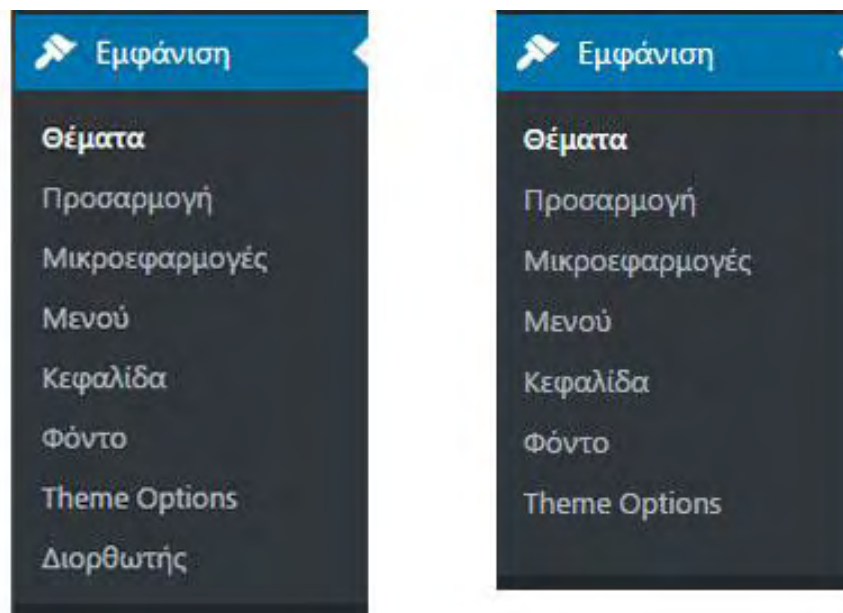 Εμφάνιση
Θέματα
Προσαρμογή
Μικροεφαρμογές
Μενού
Κεφαλίδα
Φόντο
Theme Options
Διορθωτής
Εμφάνιση
Θέματα
Προσαρμογή
Μικροεφαρμογές
Μενού
Κεφαλίδα
Φόντο
Theme Options